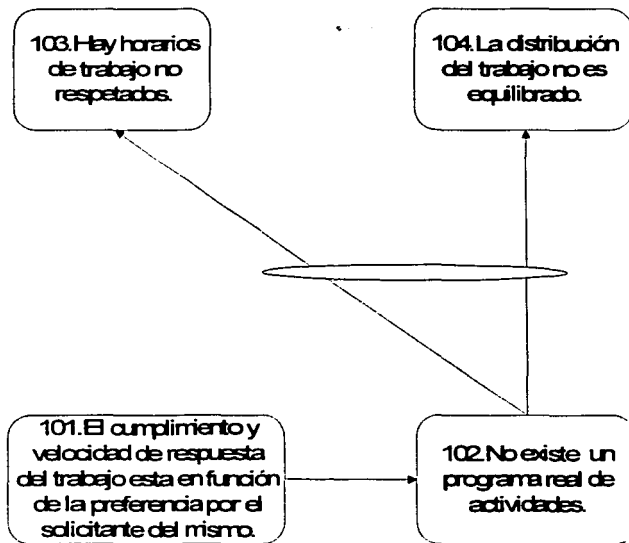 103. Hay horarios
de trabajo no
respetados.
104. La distribución
del trabajo no es
equilibrado.
101. El cumplimiento y
velocidad de respuesta
del trabajo esta en función
de la preferencia por el
solicitante del mismo.
102. No existe un
programa real de
actividades.